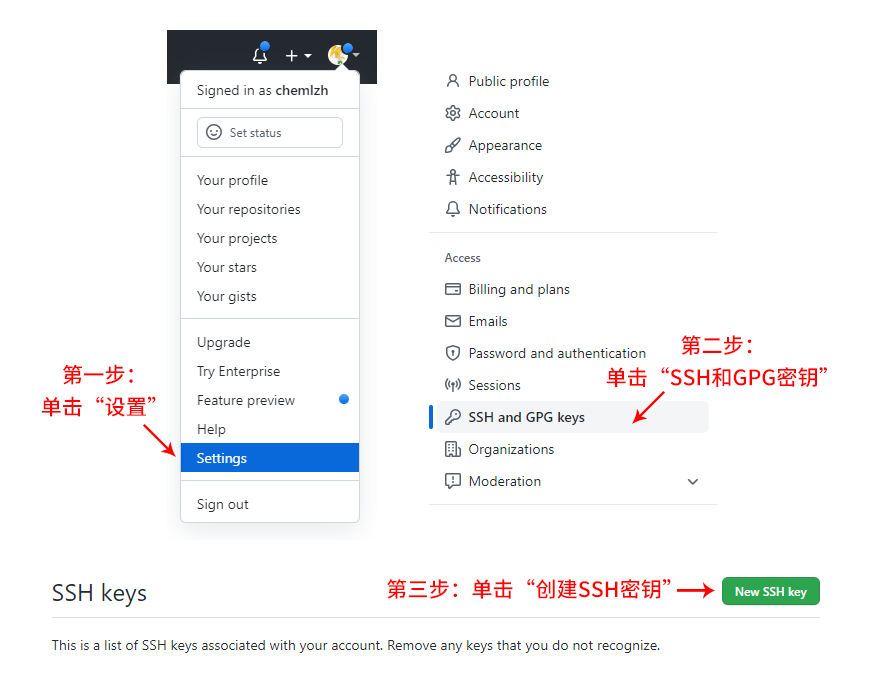 Signed in as chemlzh
Set status
Your profile
Your repositories
Your projects
Your stars
Your gists
Upgrade
Try Enterprise
Feature preview
Help
Settings
Sign out
第一步：
单击“设置”
Public profile
Account
Appearance
Accessibility
Notifications
Access
Billing and plans
Emails
Password and authentication
Sessions
SSH and GPG keys
Organizations
Moderation
第二步：
单击“SSH和GPG密钥”
SSH keys
第三步：单击“创建SSH密钥”
New SSH key
This is a list of SSH keys associated with your account. Remove any keys that you do not recognize.